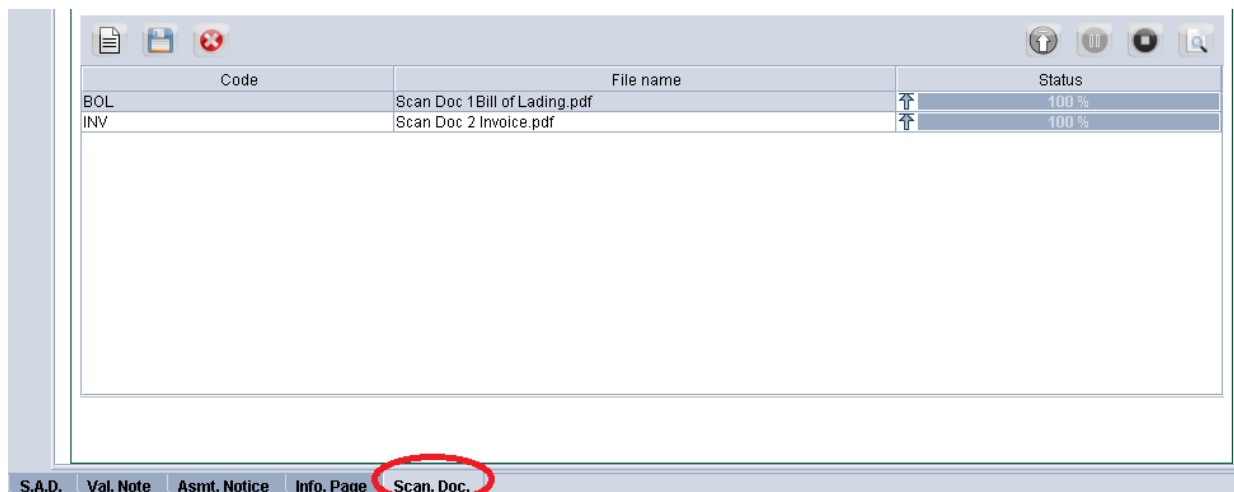 Code File name Status
BOL Scan Doc 1Bill of Lading.pdf 100 %
INV Scan Doc 2 Invoice.pdf 100 %
S.A.D. Val. Note Asmt. Notice Info. Page Scan. Doc.